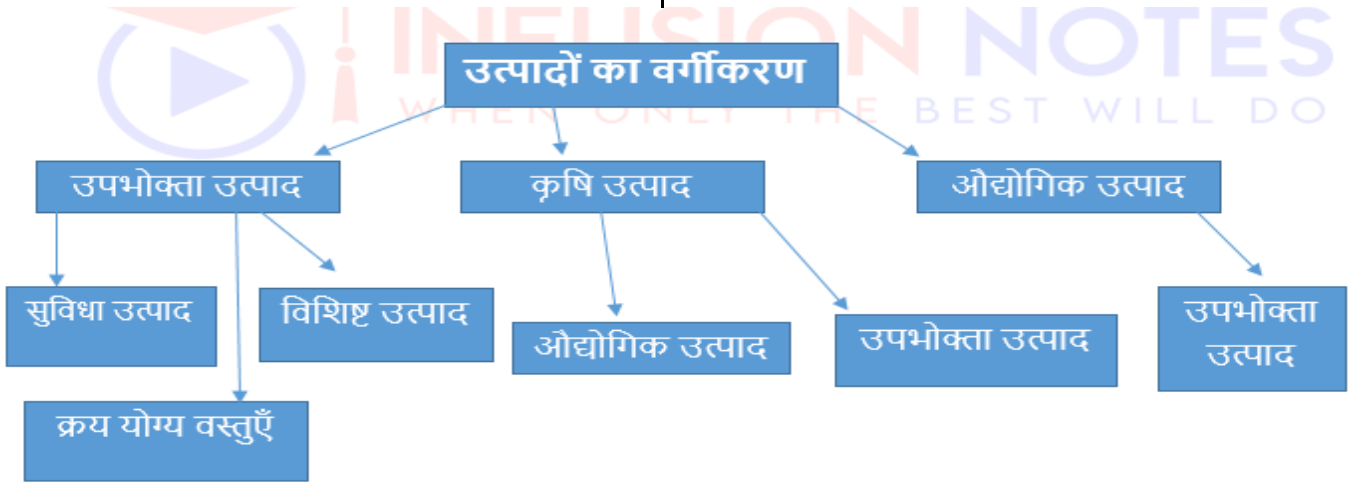 INFUSION NOTES
WHEN ONLY THE BEST WILL DO
उत्पादों का वर्गीकरण
उपभोक्ता उत्पाद
कृषि उत्पाद
औद्योगिक उत्पाद
सुविधा उत्पाद
विशिष्ट उत्पाद
औद्योगिक उत्पाद
उपभोक्ता उत्पाद
उपभोक्ता
उत्पाद
क्रय योग्य वस्तुएँ